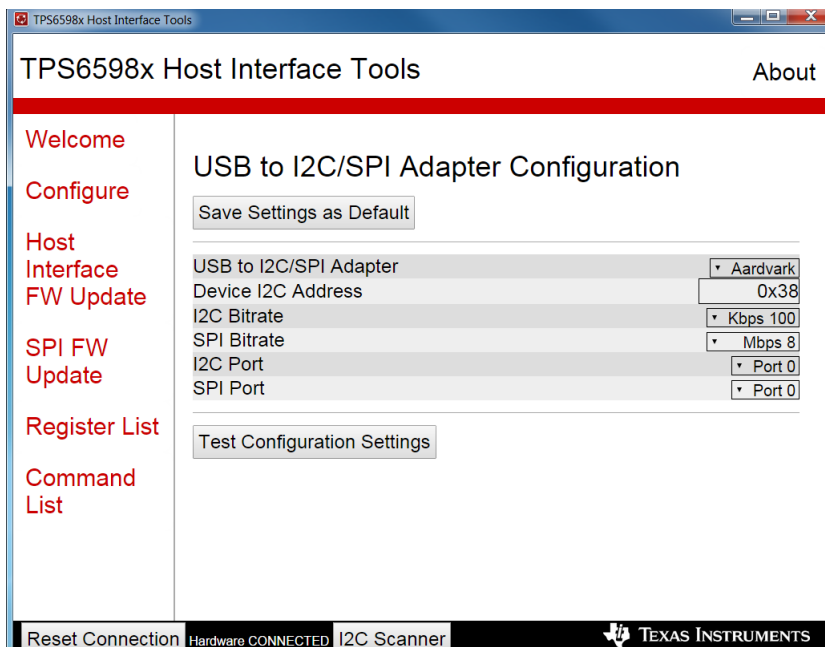 TPS6598x Host Interface Tools
TPS6598x Host Interface Tools
About
Welcome
Configure
Host
Interface
FW Update
SPI FW
Update
Register List
Command
List
USB to I2C/SPI Adapter Configuration
Save Settings as Default
USB to I2C/SPI Adapter Aardvark
Device I2C Address 0x38
I2C Bitrate Kbps 100
SPI Bitrate Mbps 8
I2C Port Port 0
SPI Port Port 0
Test Configuration Settings
Reset Connection Hardware CONNECTED I2C Scanner TEXAS INSTRUMENTS